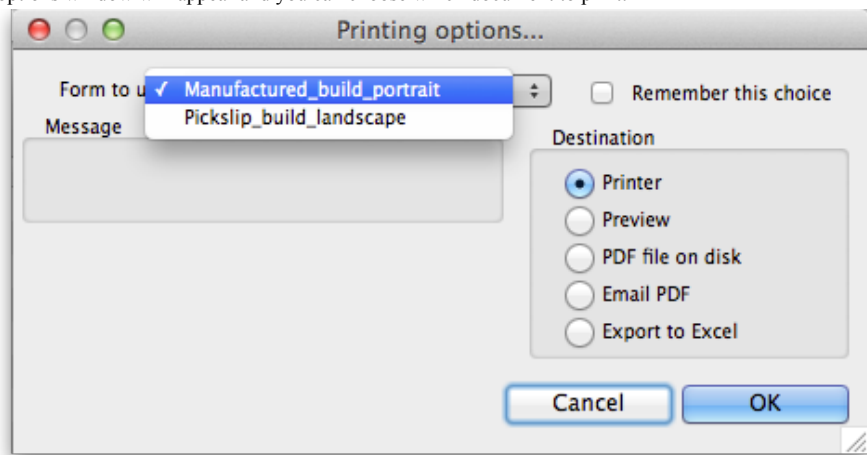 Printing options...
Form to u
✓ Manufactured_build_portrait
Pickslip_build_landscape
Remember this choice
Message
Destination
Printer
Preview
PDF file on disk
Email PDF
Export to Excel
Cancel
OK